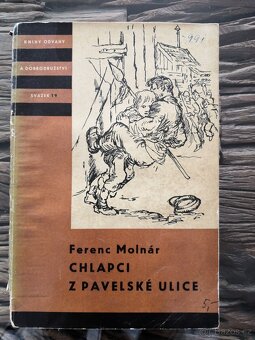 KNIHY ODVAHY
A DOBRODRUŽSTVÍ
SVAZEK
Ferenc Molnár
CHLAPCI
Z PAVELSKÉ ULICE